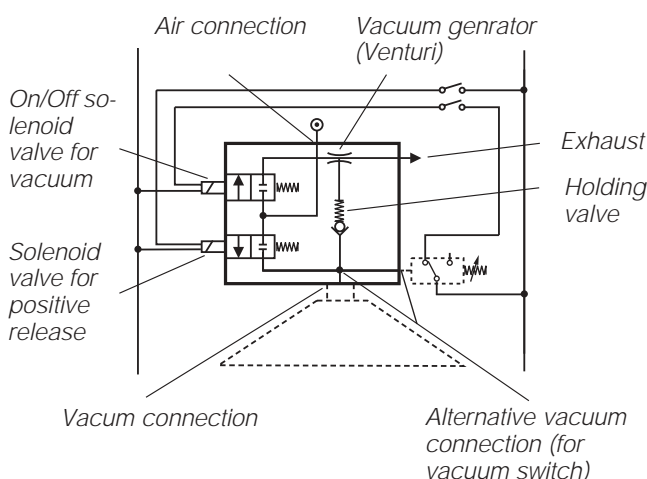 Air connection
Vacuum genrator
(Venturi)
On/Off so-
lenoid
valve for
vacuum
Exhaust
Holding
valve
Solenoid
valve for
positive
release
Vacum connection
Alternative vacuum
connection (for
vacuum switch)